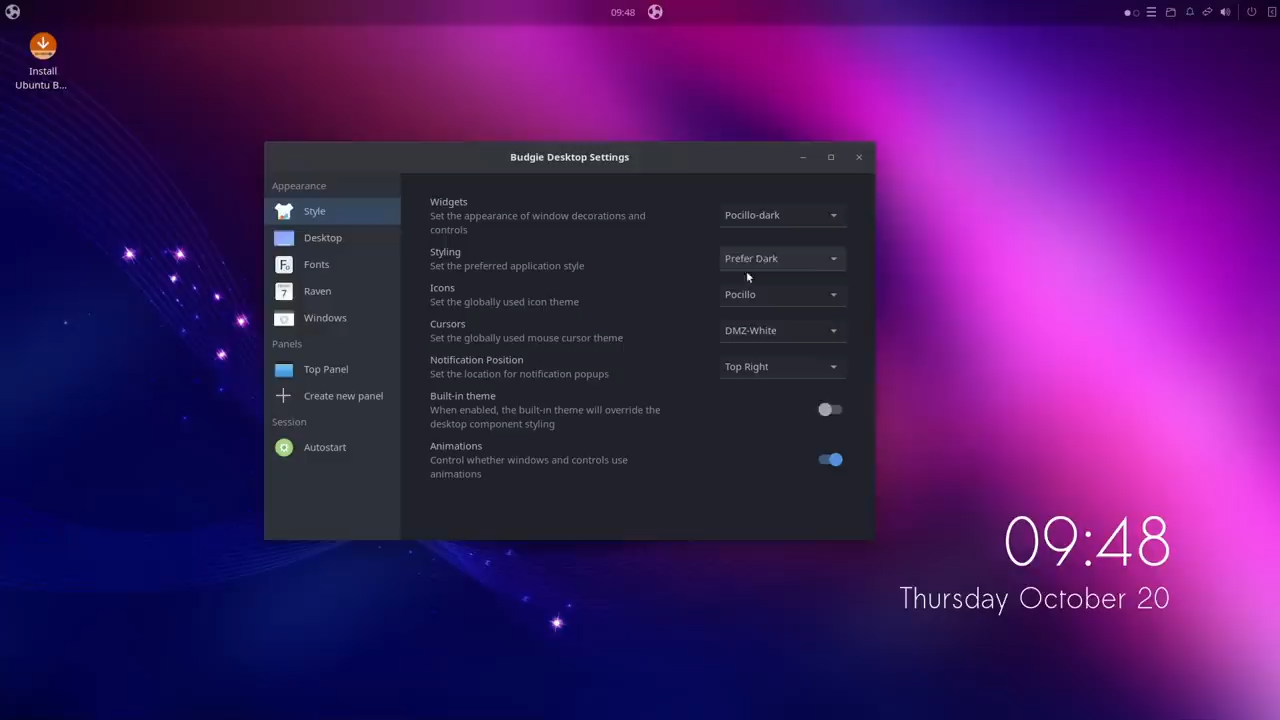 09:48
Install
Ubuntu B...
Budgie Desktop Settings
Appearance
Style
Desktop
Fonts
Raven
Windows
Panels
Top Panel
Create new panel
Session
Autostart
Widgets
Set the appearance of window decorations and
controls
Pocillo-dark
Styling
Set the preferred application style
Prefer Dark
Icons
Set the globally used icon theme
Pocillo
Cursors
Set the globally used mouse cursor theme
DMZ-White
Notification Position
Set the location for notification popups
Top Right
Built-in theme
When enabled, the built-in theme will override the
desktop component styling
Animations
Control whether windows and controls use
animations
09:48
Thursday October 20